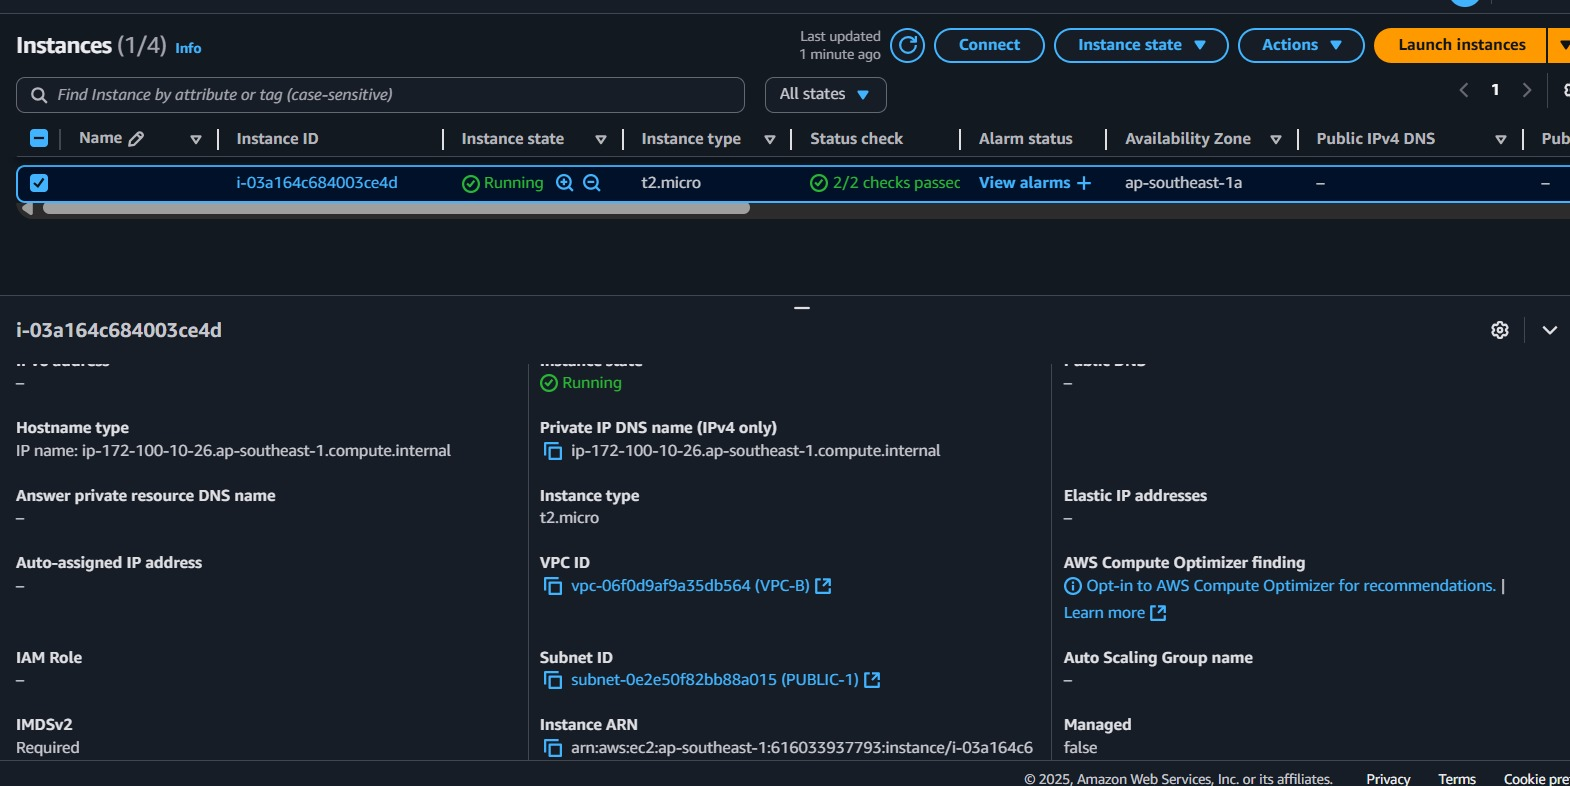 Instances (1/4) Info
Last updated
1 minute ago
Connect
Instance state
Actions
Launch instances
Find Instance by attribute or tag (case-sensitive)
All states
1
Name
Instance ID
Instance state
Instance type
Status check
Alarm status
Availability Zone
Public IPv4 DNS
Pub
i-03a164c684003ce4d
Running
t2.micro
2/2 checks passec
View alarms +
ap-southeast-1a
–
–
i-03a164c684003ce4d
–
Running
–
Hostname type
IP name: ip-172-100-10-26.ap-southeast-1.compute.internal
Private IP DNS name (IPv4 only)
ip-172-100-10-26.ap-southeast-1.compute.internal
Answer private resource DNS name
–
Instance type
t2.micro
Elastic IP addresses
–
Auto-assigned IP address
–
VPC ID
vpc-06f0d9af9a35db564 (VPC-B)
AWS Compute Optimizer finding
Opt-in to AWS Compute Optimizer for recommendations. |
Learn more
IAM Role
–
Subnet ID
subnet-0e2e50f82bb88a015 (PUBLIC-1)
Auto Scaling Group name
–
IMDSv2
Required
Instance ARN
arn:aws:ec2:ap-southeast-1:616033937793:instance/i-03a164c6
Managed
false
© 2025, Amazon Web Services, Inc. or its affiliates.
Privacy
Terms
Cookie pre